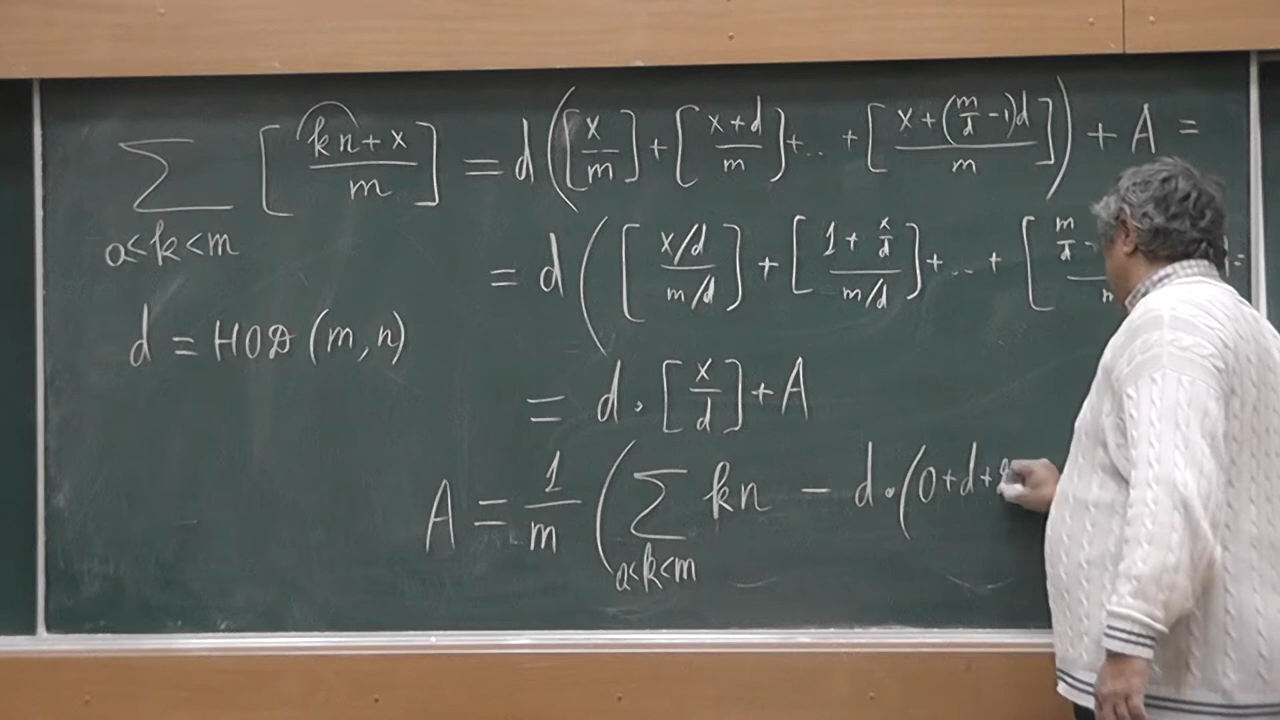 ∑ [(kn+x)/m] = d([x/m] + [(x+d)/m] + .. + [(x+(m/d −1)d)/m]) + A =
0<k<m
= d([(x/d)/(m/d)] + [(1+x/d)/(m/d)] + ... + [m/d
d = НОД (m, n)
= d · [x/d] + A
A = 1/m (∑ kn − d·(0+d+
0<k<m